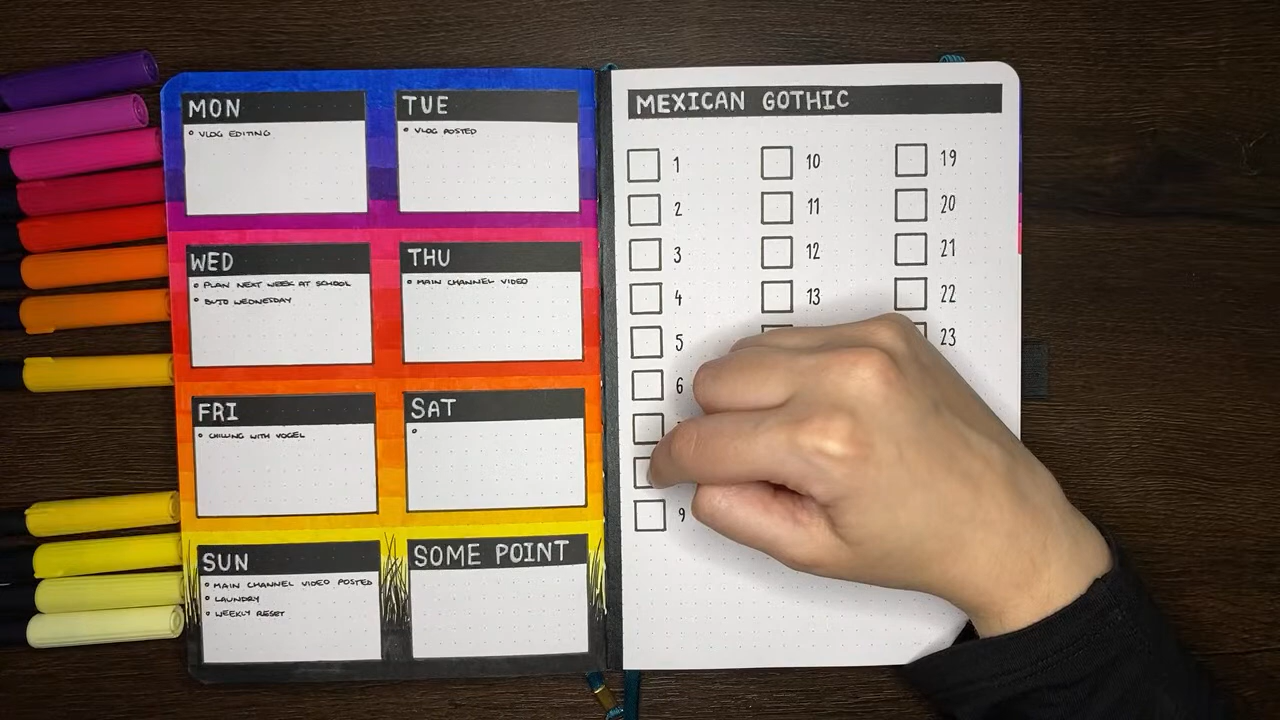 MON
VLOG EDITING
TUE
VLOG POSTED
WED
PLAN NEXT WEEK AT SCHOOL
BUJO WEDNESDAY
THU
MAIN CHANNEL VIDEO
FRI
CHILLING WITH VOGEL
SAT
SUN
MAIN CHANNEL VIDEO POSTED
LAUNDRY
WEEKLY RESET
SOME POINT
MEXICAN GOTHIC
1 10 19
2 11 20
3 12 21
4 13 22
5 23
6
9